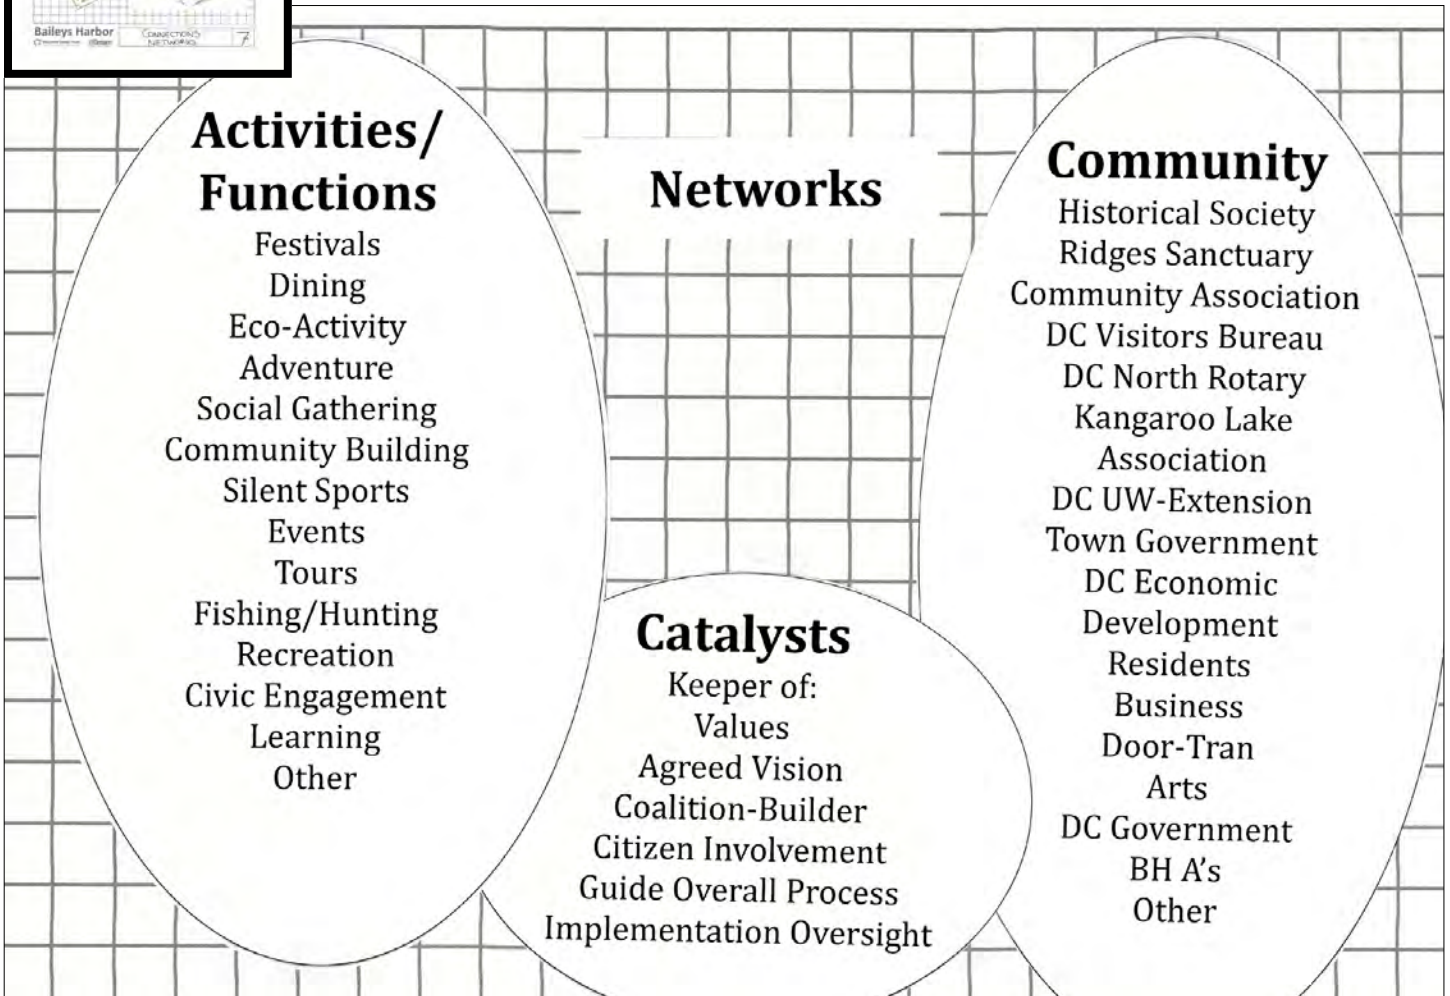 Baileys Harbor
CONNECTIONS
NETWORKS
7
Activities/
Functions
Festivals
Dining
Eco-Activity
Adventure
Social Gathering
Community Building
Silent Sports
Events
Tours
Fishing/Hunting
Recreation
Civic Engagement
Learning
Other
Networks
Catalysts
Keeper of:
Values
Agreed Vision
Coalition-Builder
Citizen Involvement
Guide Overall Process
Implementation Oversight
Community
Historical Society
Ridges Sanctuary
Community Association
DC Visitors Bureau
DC North Rotary
Kangaroo Lake
Association
DC UW-Extension
Town Government
DC Economic
Development
Residents
Business
Door-Tran
Arts
DC Government
BH A's
Other